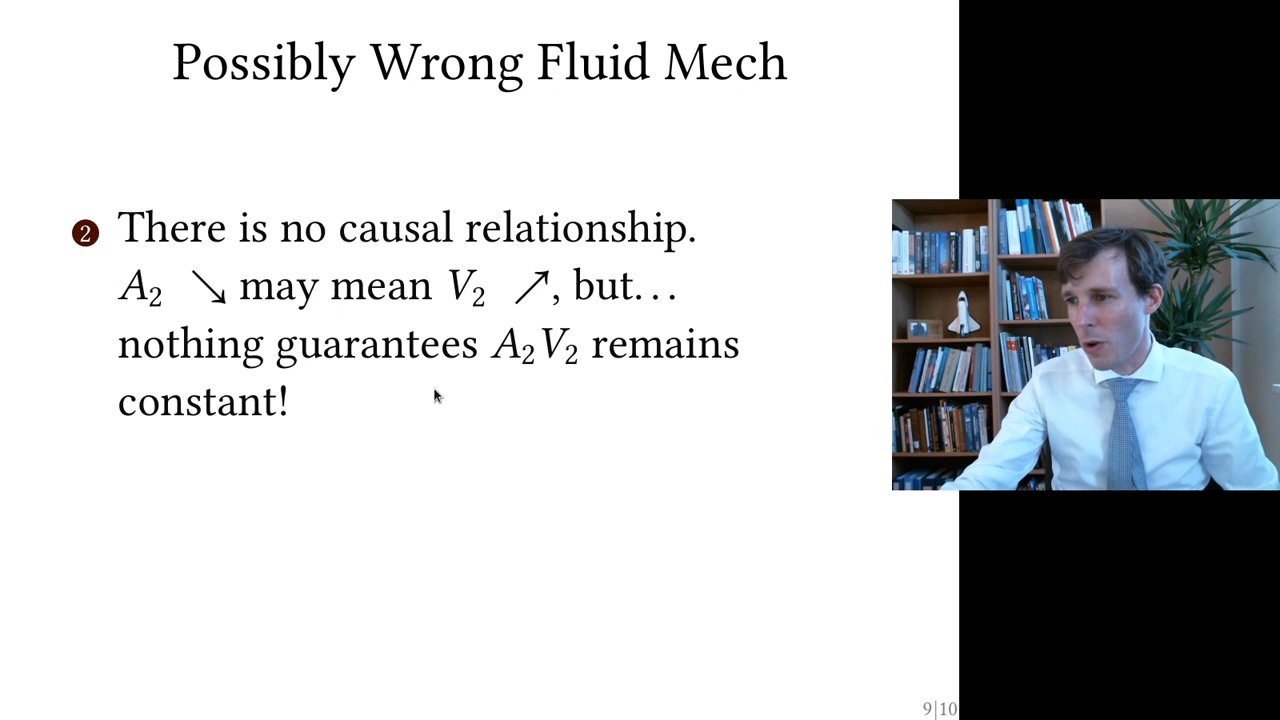 Possibly Wrong Fluid Mech
❷ There is no causal relationship.
A₂ ↘ may mean V₂ ↗, but…
nothing guarantees A₂V₂ remains
constant!
9|10